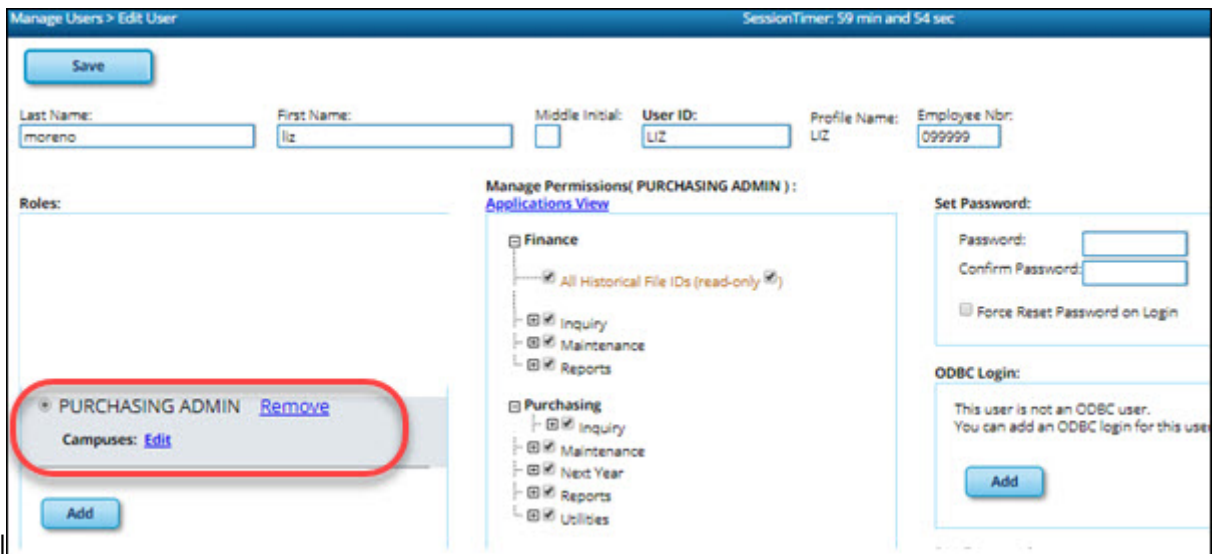 Manage Users > Edit User
SessionTimer: 59 min and 54 sec
Save
Last Name:
First Name:
Middle Initial:
User ID:
Profile Name:
Employee Nbr:
moreno
liz
LIZ
LIZ
099999
Roles:
Manage Permissions( PURCHASING ADMIN ) :
Applications View
Set Password:
Finance
All Historical File IDs (read-only )
Inquiry
Maintenance
Reports
Purchasing
Inquiry
Maintenance
Next Year
Reports
Utilities
Password:
Confirm Password:
Force Reset Password on Login
ODBC Login:
This user is not an ODBC user.
You can add an ODBC login for this user
Add
PURCHASING ADMIN Remove
Campuses: Edit
Add